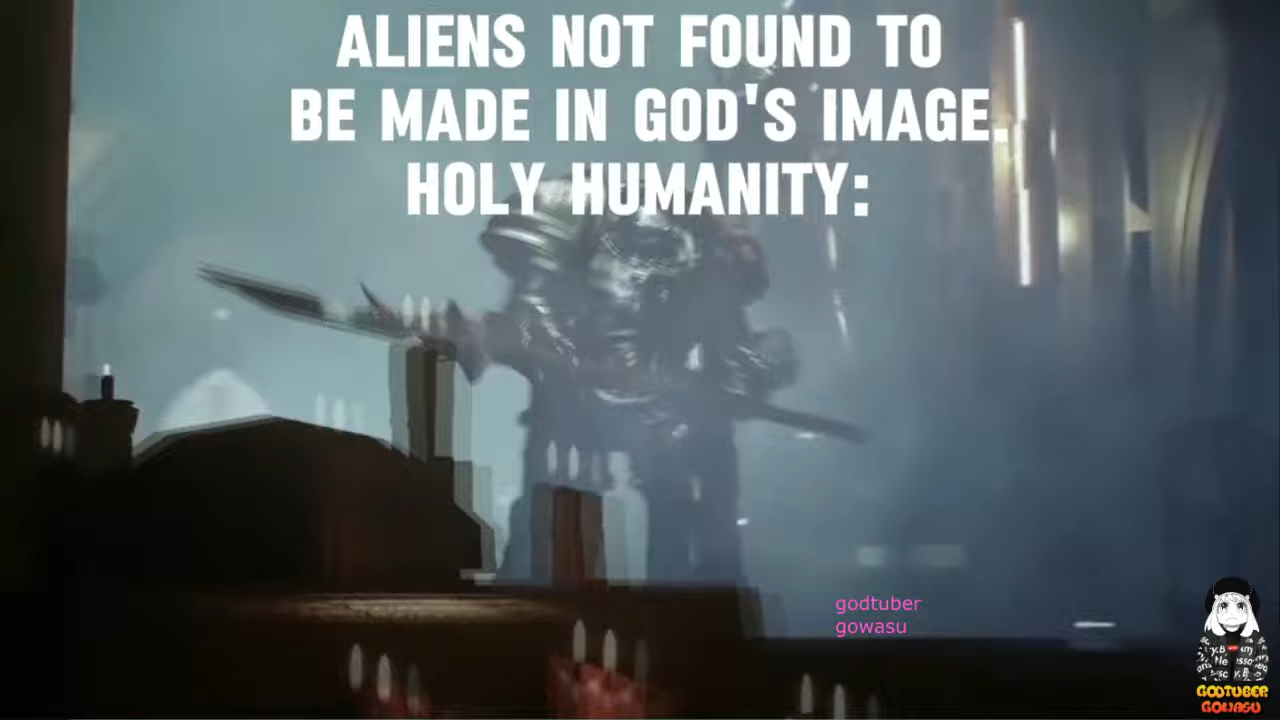 ALIENS NOT FOUND TO
BE MADE IN GOD'S IMAGE.
HOLY HUMANITY:
godtuber
gowasu
GODTUBER
GOWASU